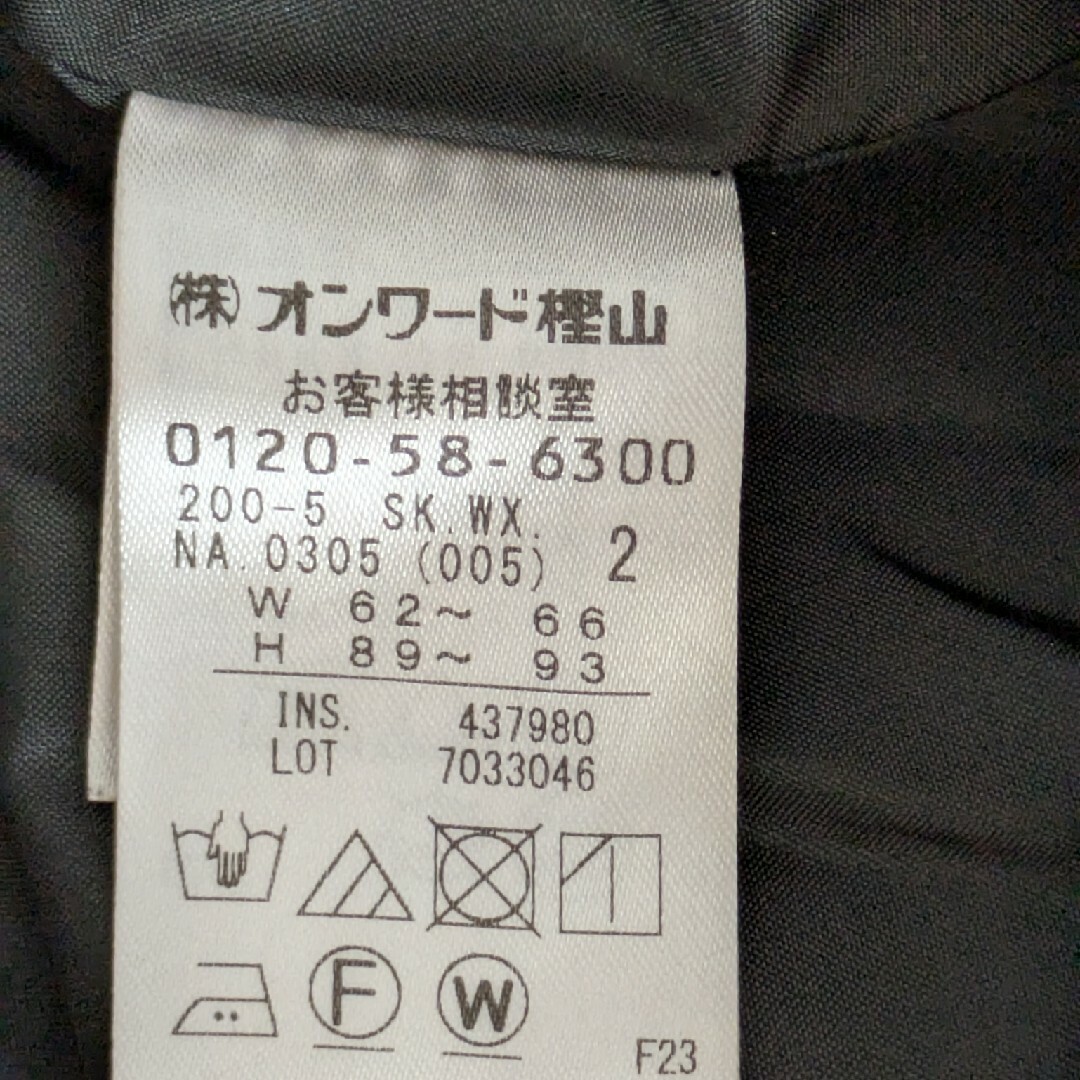 ㈱オンワード樫山
お客様相談室
0120-58-6300
200-5 SK.WX.
NA.0305 (005) 2
W 62～ 66
H 89～ 93
INS. 437980
LOT 7033046
F W
F23